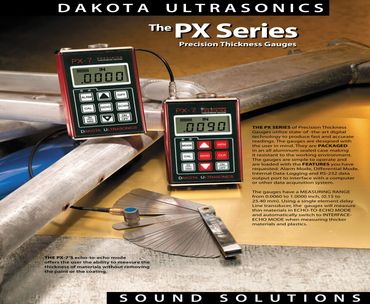 DAKOTA ULTRASONICS
The PX Series
Precision Thickness Gauges
PX-7
.0000
DAKOTA ULTRASONICS
PX-7
.0090
DAKOTA ULTRASONICS
THE PX SERIES of Precision Thickness
Gauges utilize state of -the-art digital
technology to produce fast and accurate
readings. The gauges are designed with
the user in mind. They are PACKAGED
in an all aluminum sealed case making
it resistant to the working environment.
The gauges are simple to operate and
are loaded with the FEATURES you have
requested: Alarm Mode, Differential Mode,
Internal Data-Logging and RS-232 data
output port to interface with a computer
or other data acquisition system.
The gauges have a MEASURING RANGE
from 0.0060 to 1.0000 inch, (0.15 to
25.40 mm). Using a single element delay
Line transducer, the gauges will measure
thin-materials in ECHO-TO-ECHO MODE
and automatically switch to INTERFACE-
ECHO MODE when measuring thicker
materials and plastics.
THE PX-7'S echo-to-echo mode
offers the user the ability to measure the
thickness of materials without removing
the paint or the coating.
SOUND SOLUTIONS